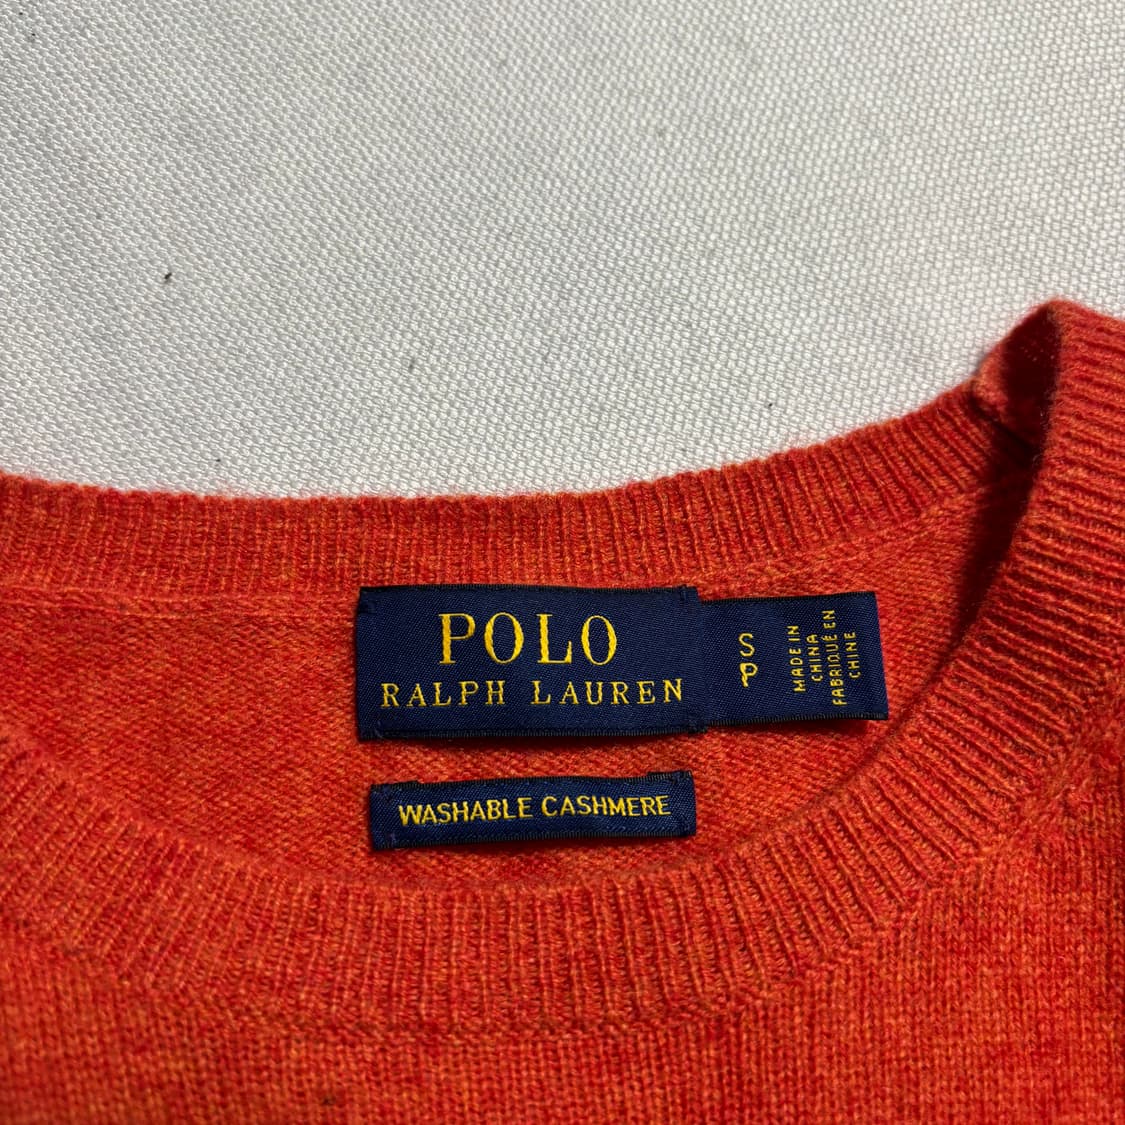 POLO
RALPH LAUREN
S
P
MADE IN
CHINA
FABRIQUÉ EN
CHINE
WASHABLE CASHMERE